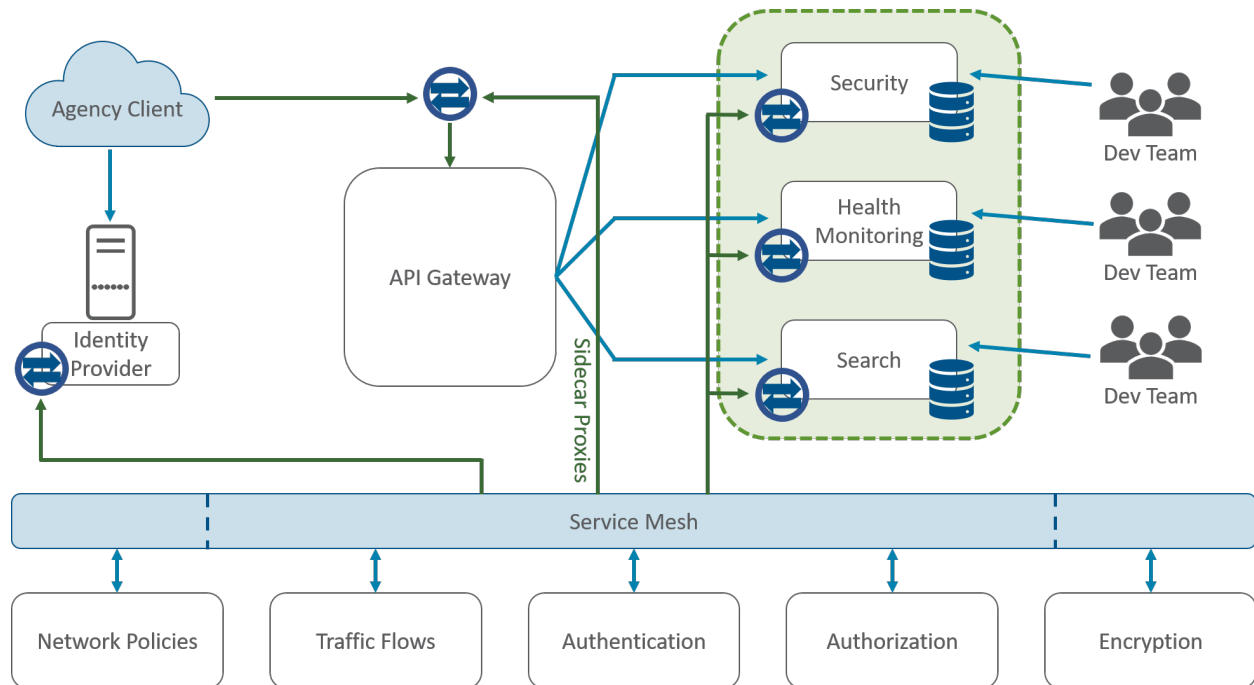 Agency Client
Security
Dev Team
API Gateway
Health
Monitoring
Dev Team
Identity
Provider
Sidecar Proxies
Search
Dev Team
Service Mesh
Network Policies
Traffic Flows
Authentication
Authorization
Encryption